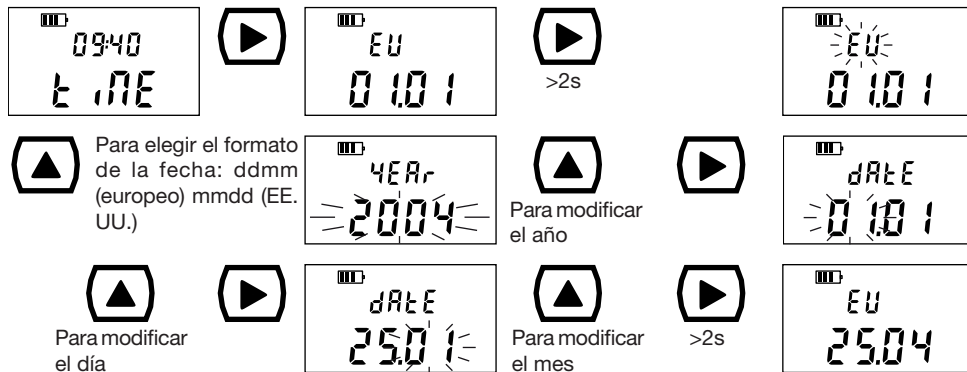 09:40
tiME
EU
01.01
>2s
EU
01.01
Para elegir el formato
de la fecha: ddmm
(europeo) mmdd (EE.
UU.)
YEAr
2004
Para modificar
el año
dAtE
01.01
Para modificar
el día
dAtE
25.01
Para modificar
el mes
>2s
EU
25.04